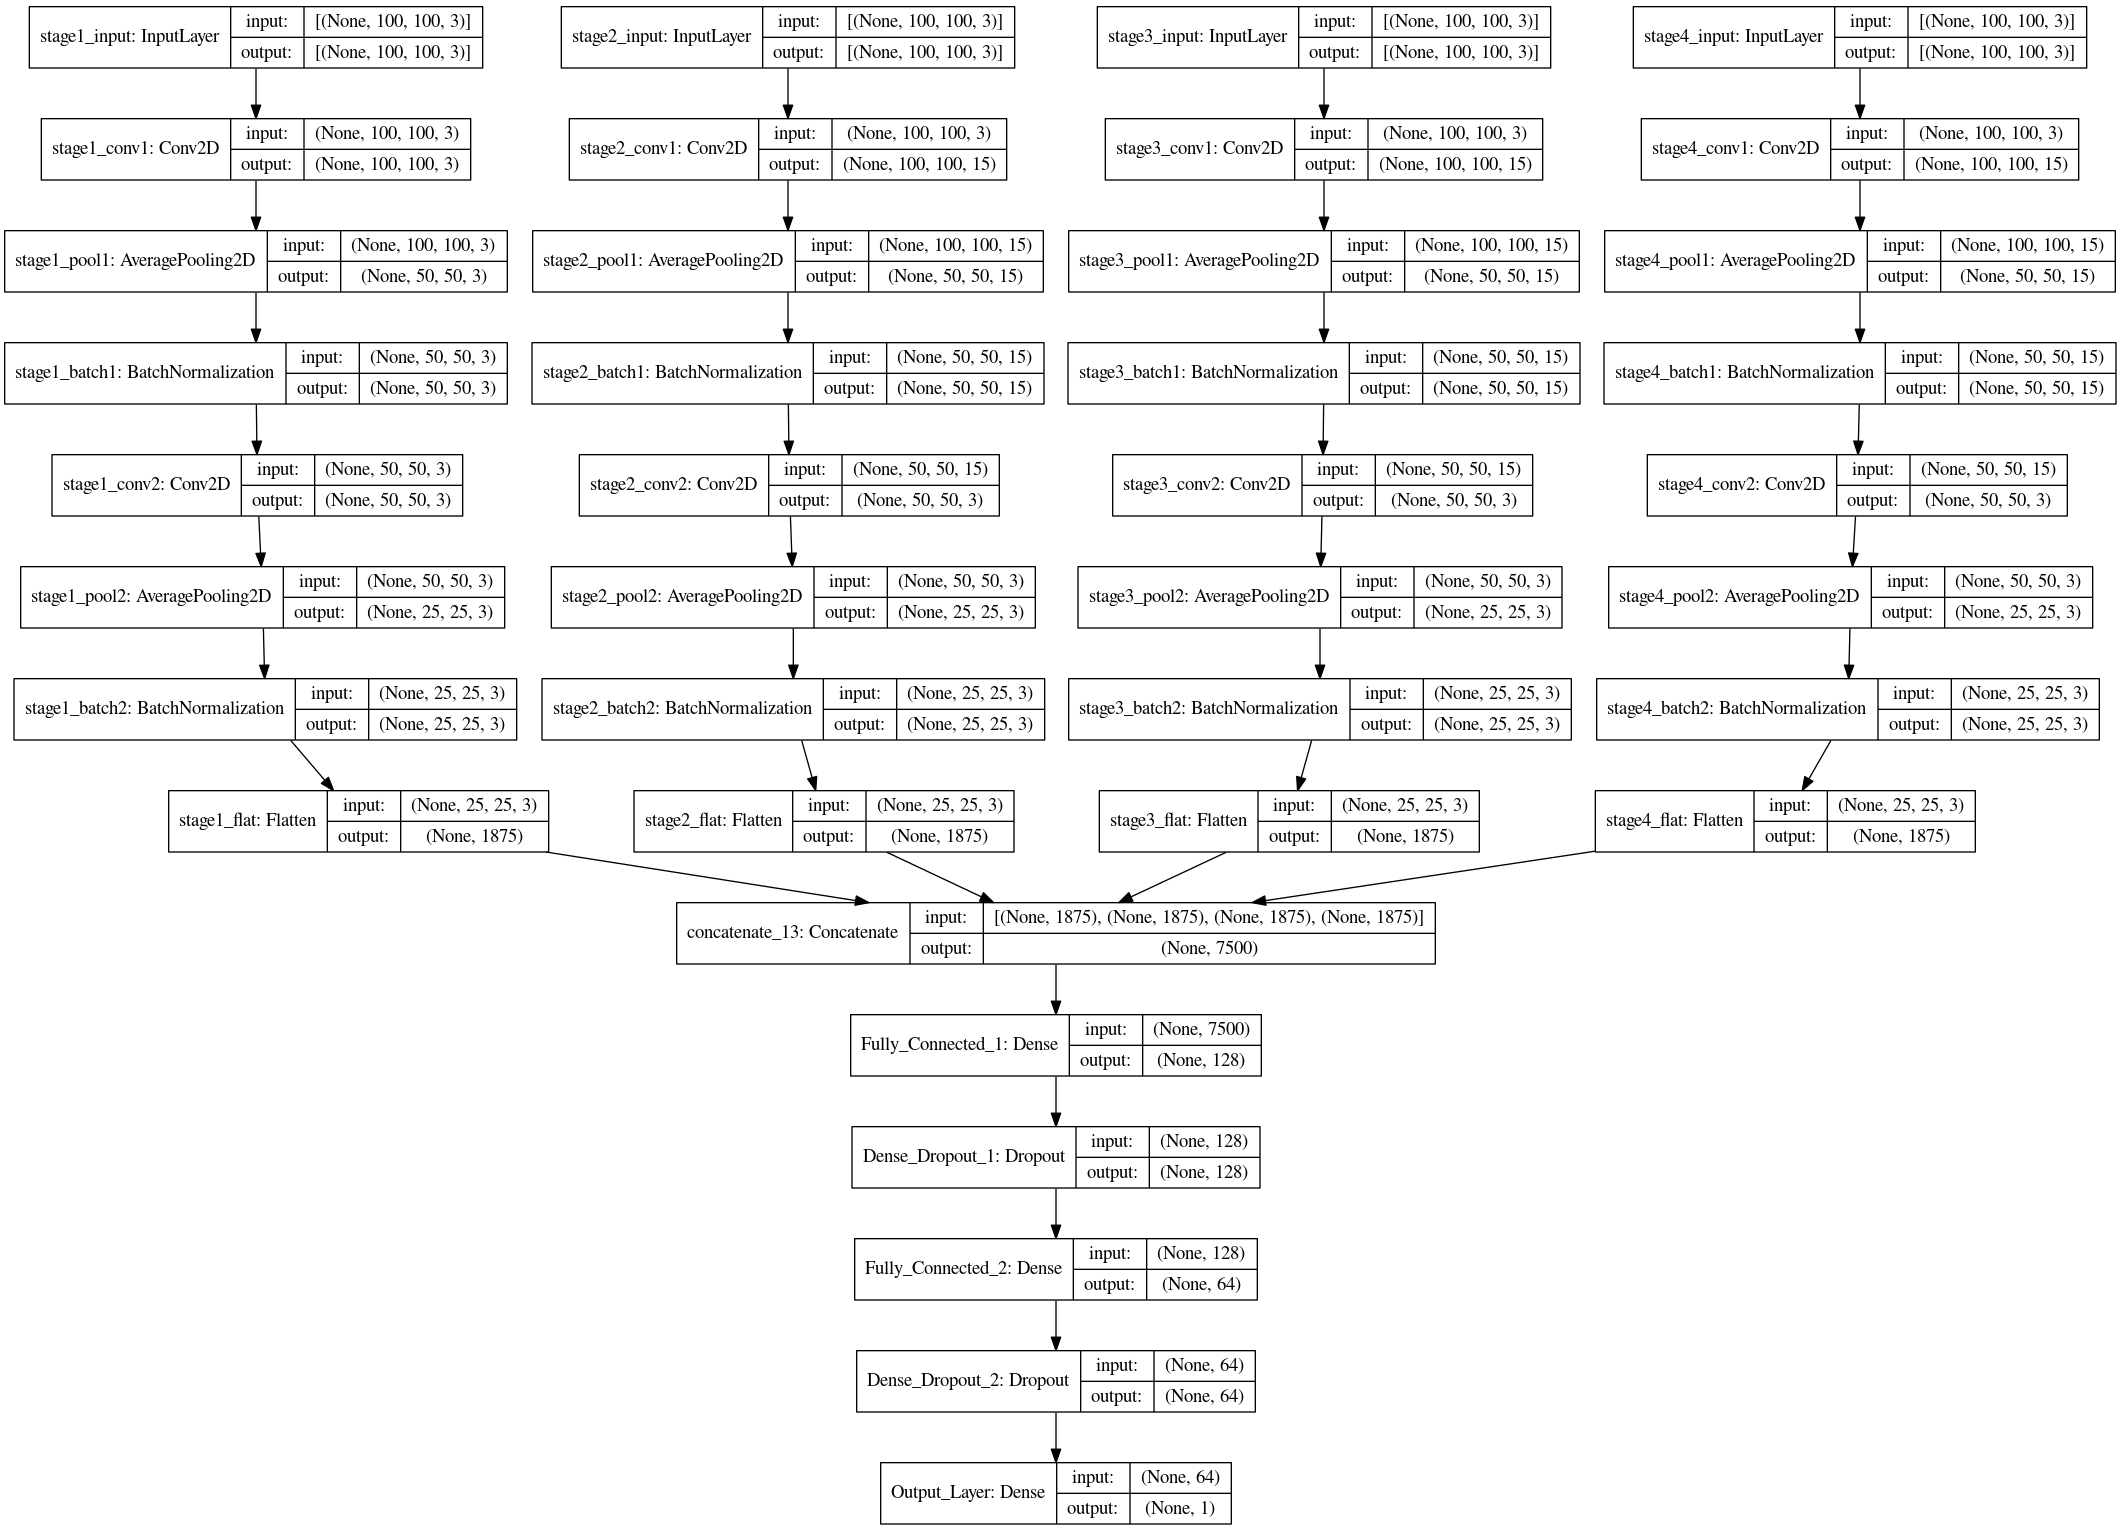 stage1_input: InputLayer input: [(None, 100, 100, 3)] output: [(None, 100, 100, 3)]
stage2_input: InputLayer input: [(None, 100, 100, 3)] output: [(None, 100, 100, 3)]
stage3_input: InputLayer input: [(None, 100, 100, 3)] output: [(None, 100, 100, 3)]
stage4_input: InputLayer input: [(None, 100, 100, 3)] output: [(None, 100, 100, 3)]
stage1_conv1: Conv2D input: (None, 100, 100, 3) output: (None, 100, 100, 3)
stage2_conv1: Conv2D input: (None, 100, 100, 3) output: (None, 100, 100, 15)
stage3_conv1: Conv2D input: (None, 100, 100, 3) output: (None, 100, 100, 15)
stage4_conv1: Conv2D input: (None, 100, 100, 3) output: (None, 100, 100, 15)
stage1_pool1: AveragePooling2D input: (None, 100, 100, 3) output: (None, 50, 50, 3)
stage2_pool1: AveragePooling2D input: (None, 100, 100, 15) output: (None, 50, 50, 15)
stage3_pool1: AveragePooling2D input: (None, 100, 100, 15) output: (None, 50, 50, 15)
stage4_pool1: AveragePooling2D input: (None, 100, 100, 15) output: (None, 50, 50, 15)
stage1_batch1: BatchNormalization input: (None, 50, 50, 3) output: (None, 50, 50, 3)
stage2_batch1: BatchNormalization input: (None, 50, 50, 15) output: (None, 50, 50, 15)
stage3_batch1: BatchNormalization input: (None, 50, 50, 15) output: (None, 50, 50, 15)
stage4_batch1: BatchNormalization input: (None, 50, 50, 15) output: (None, 50, 50, 15)
stage1_conv2: Conv2D input: (None, 50, 50, 3) output: (None, 50, 50, 3)
stage2_conv2: Conv2D input: (None, 50, 50, 15) output: (None, 50, 50, 3)
stage3_conv2: Conv2D input: (None, 50, 50, 15) output: (None, 50, 50, 3)
stage4_conv2: Conv2D input: (None, 50, 50, 15) output: (None, 50, 50, 3)
stage1_pool2: AveragePooling2D input: (None, 50, 50, 3) output: (None, 25, 25, 3)
stage2_pool2: AveragePooling2D input: (None, 50, 50, 3) output: (None, 25, 25, 3)
stage3_pool2: AveragePooling2D input: (None, 50, 50, 3) output: (None, 25, 25, 3)
stage4_pool2: AveragePooling2D input: (None, 50, 50, 3) output: (None, 25, 25, 3)
stage1_batch2: BatchNormalization input: (None, 25, 25, 3) output: (None, 25, 25, 3)
stage2_batch2: BatchNormalization input: (None, 25, 25, 3) output: (None, 25, 25, 3)
stage3_batch2: BatchNormalization input: (None, 25, 25, 3) output: (None, 25, 25, 3)
stage4_batch2: BatchNormalization input: (None, 25, 25, 3) output: (None, 25, 25, 3)
stage1_flat: Flatten input: (None, 25, 25, 3) output: (None, 1875)
stage2_flat: Flatten input: (None, 25, 25, 3) output: (None, 1875)
stage3_flat: Flatten input: (None, 25, 25, 3) output: (None, 1875)
stage4_flat: Flatten input: (None, 25, 25, 3) output: (None, 1875)
concatenate_13: Concatenate input: [(None, 1875), (None, 1875), (None, 1875), (None, 1875)] output: (None, 7500)
Fully_Connected_1: Dense input: (None, 7500) output: (None, 128)
Dense_Dropout_1: Dropout input: (None, 128) output: (None, 128)
Fully_Connected_2: Dense input: (None, 128) output: (None, 64)
Dense_Dropout_2: Dropout input: (None, 64) output: (None, 64)
Output_Layer: Dense input: (None, 64) output: (None, 1)